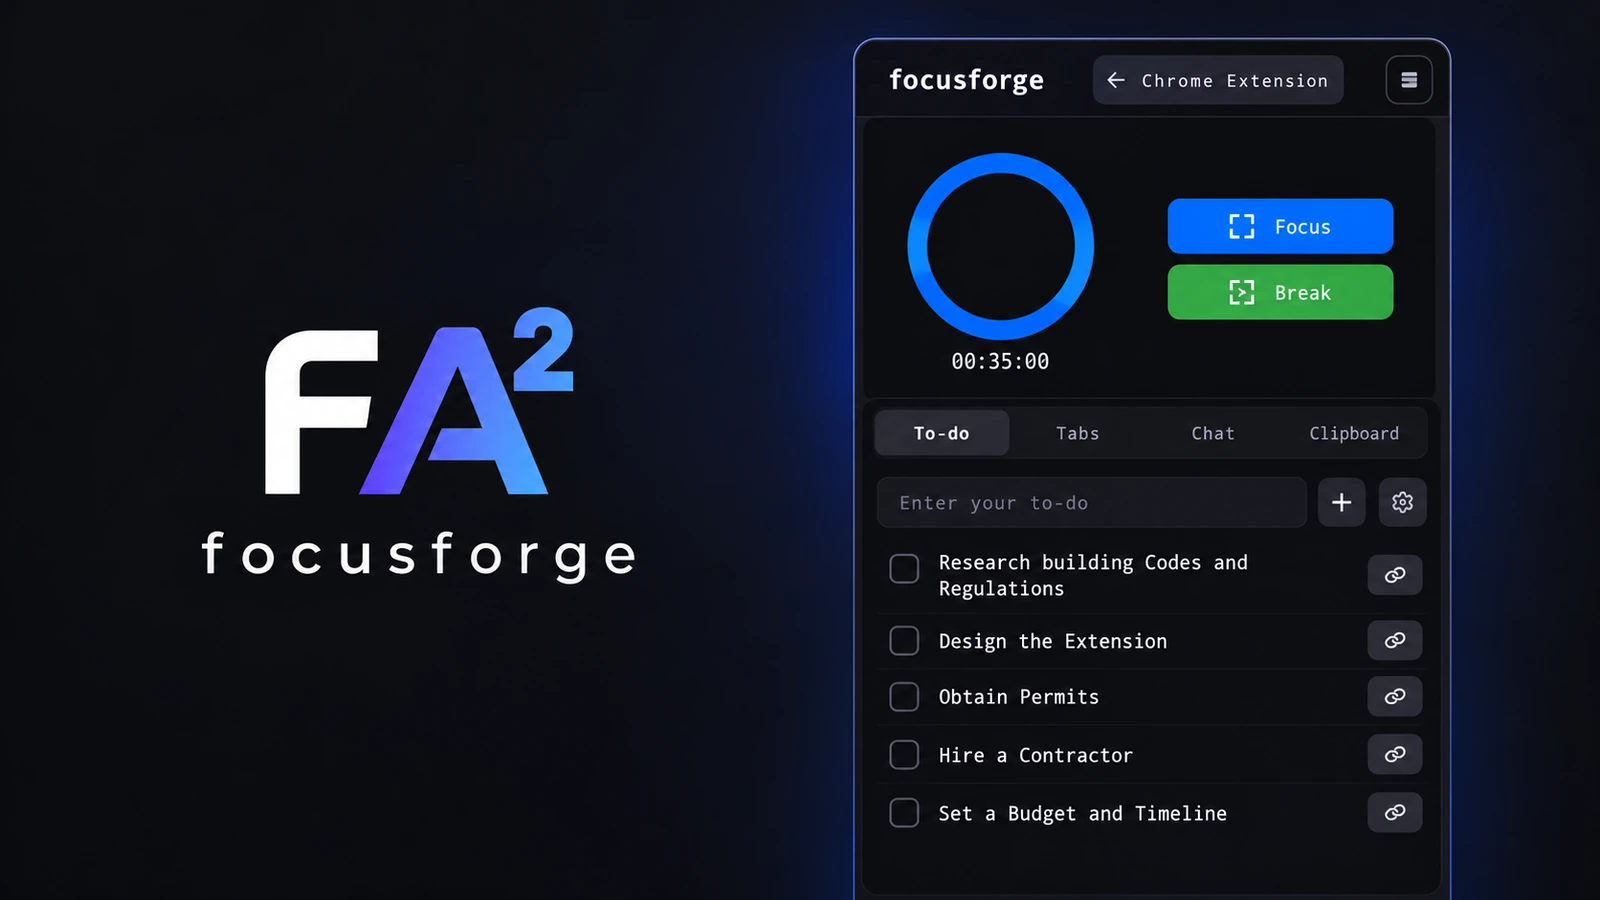 FA²
focusforge
focusforge
← Chrome Extension
Focus
Break
00:35:00
To-do
Tabs
Chat
Clipboard
Enter your to-do
Research building Codes and
Regulations
Design the Extension
Obtain Permits
Hire a Contractor
Set a Budget and Timeline